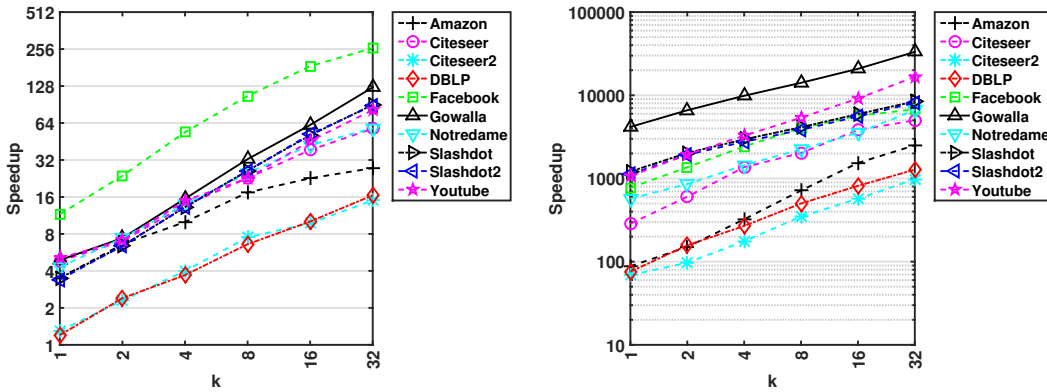 512
256
128
64
32
16
8
4
2
1
Speedup
1 2 4 8 16 32
k
Amazon
Citeseer
Citeseer2
DBLP
Facebook
Gowalla
Notredame
Slashdot
Slashdot2
Youtube
100000
10000
1000
100
10
Speedup
1 2 4 8 16 32
k
Amazon
Citeseer
Citeseer2
DBLP
Facebook
Gowalla
Notredame
Slashdot
Slashdot2
Youtube